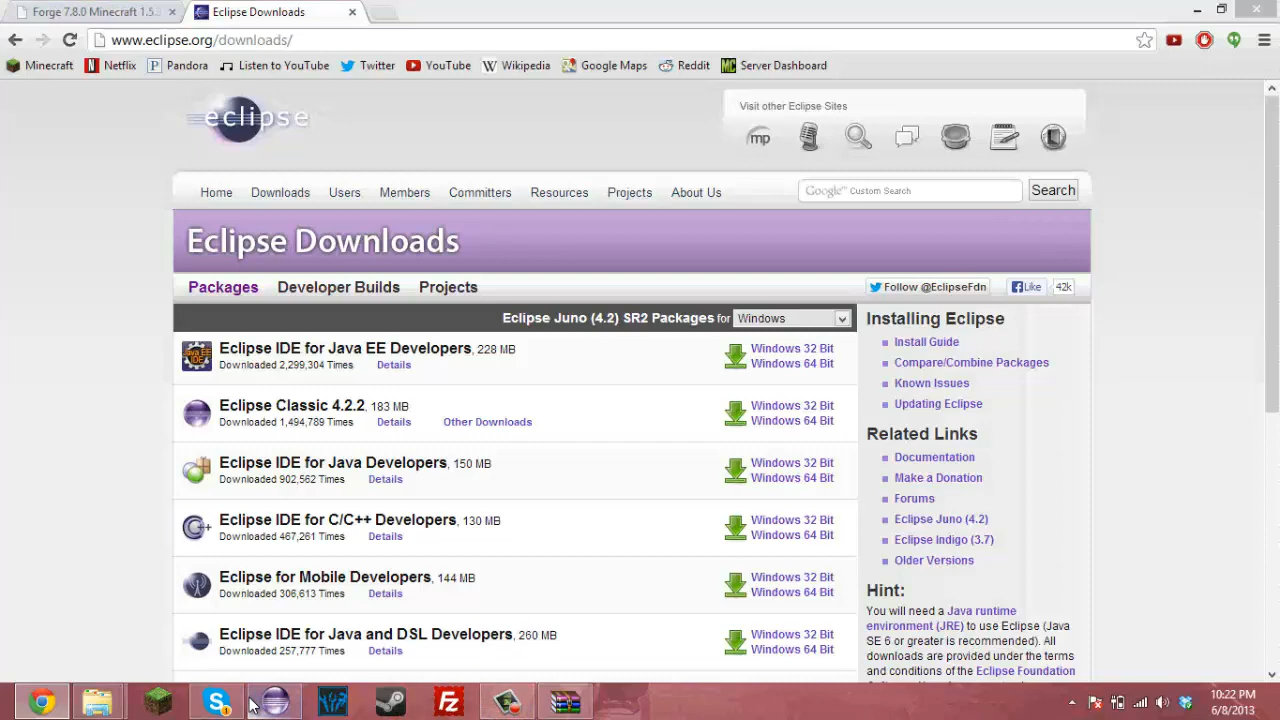 Forge 7.8.0 Minecraft 1.5.
Eclipse Downloads
www.eclipse.org/downloads/
Minecraft
Netflix
Pandora
Listen to YouTube
Twitter
YouTube
Wikipedia
Google Maps
Reddit
Server Dashboard
eclipse
Visit other Eclipse Sites
mp
Home
Downloads
Users
Members
Committers
Resources
Projects
About Us
Google™ Custom Search
Search
Eclipse Downloads
Packages
Developer Builds
Projects
Follow @EclipseFdn
Like
42k
Eclipse Juno (4.2) SR2 Packages for Windows
Eclipse IDE for Java EE Developers, 228 MB
Downloaded 2,299,304 Times Details
Windows 32 Bit
Windows 64 Bit
Eclipse Classic 4.2.2, 183 MB
Downloaded 1,494,789 Times Details Other Downloads
Windows 32 Bit
Windows 64 Bit
Eclipse IDE for Java Developers, 150 MB
Downloaded 902,562 Times Details
Windows 32 Bit
Windows 64 Bit
Eclipse IDE for C/C++ Developers, 130 MB
Downloaded 467,261 Times Details
Windows 32 Bit
Windows 64 Bit
Eclipse for Mobile Developers, 144 MB
Downloaded 306,613 Times Details
Windows 32 Bit
Windows 64 Bit
Eclipse IDE for Java and DSL Developers, 260 MB
Downloaded 257,777 Times Details
Windows 32 Bit
Windows 64 Bit
Installing Eclipse
Install Guide
Compare/Combine Packages
Known Issues
Updating Eclipse
Related Links
Documentation
Make a Donation
Forums
Eclipse Juno (4.2)
Eclipse Indigo (3.7)
Older Versions
Hint:
You will need a Java runtime
environment (JRE) to use Eclipse (Java
SE 6 or greater is recommended). All
downloads are provided under the terms
and conditions of the Eclipse Foundation
10:22 PM
6/8/2013